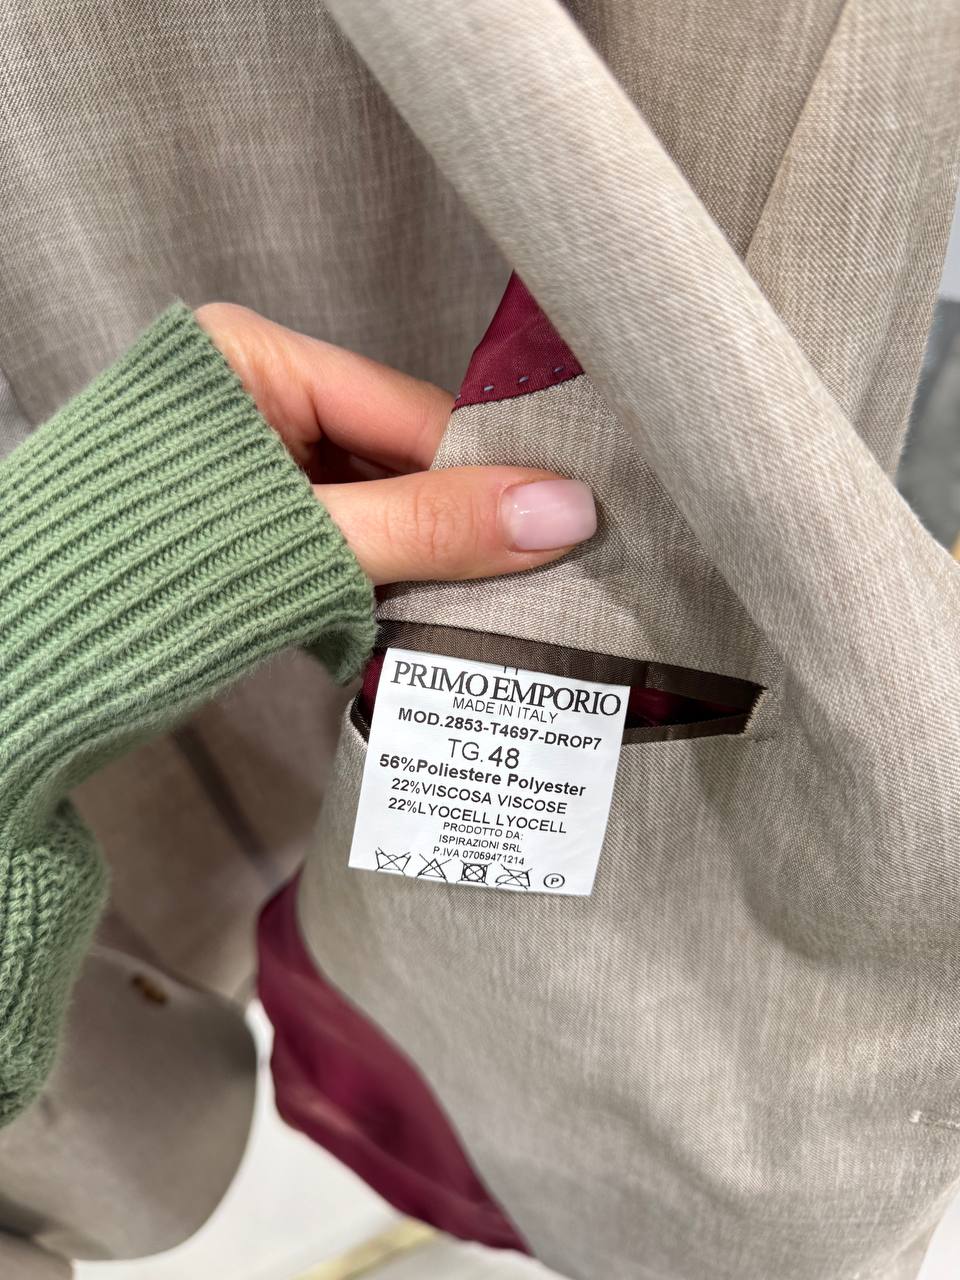 PRIMO EMPORIO
MADE IN ITALY
MOD.2853-T4697-DROP7
TG.48
56%Poliestere Polyester
22%VISCOSA VISCOSE
22%LYOCELL LYOCELL
PRODOTTO DA:
ISPIRAZIONI SRL
P.IVA 07059471214
P